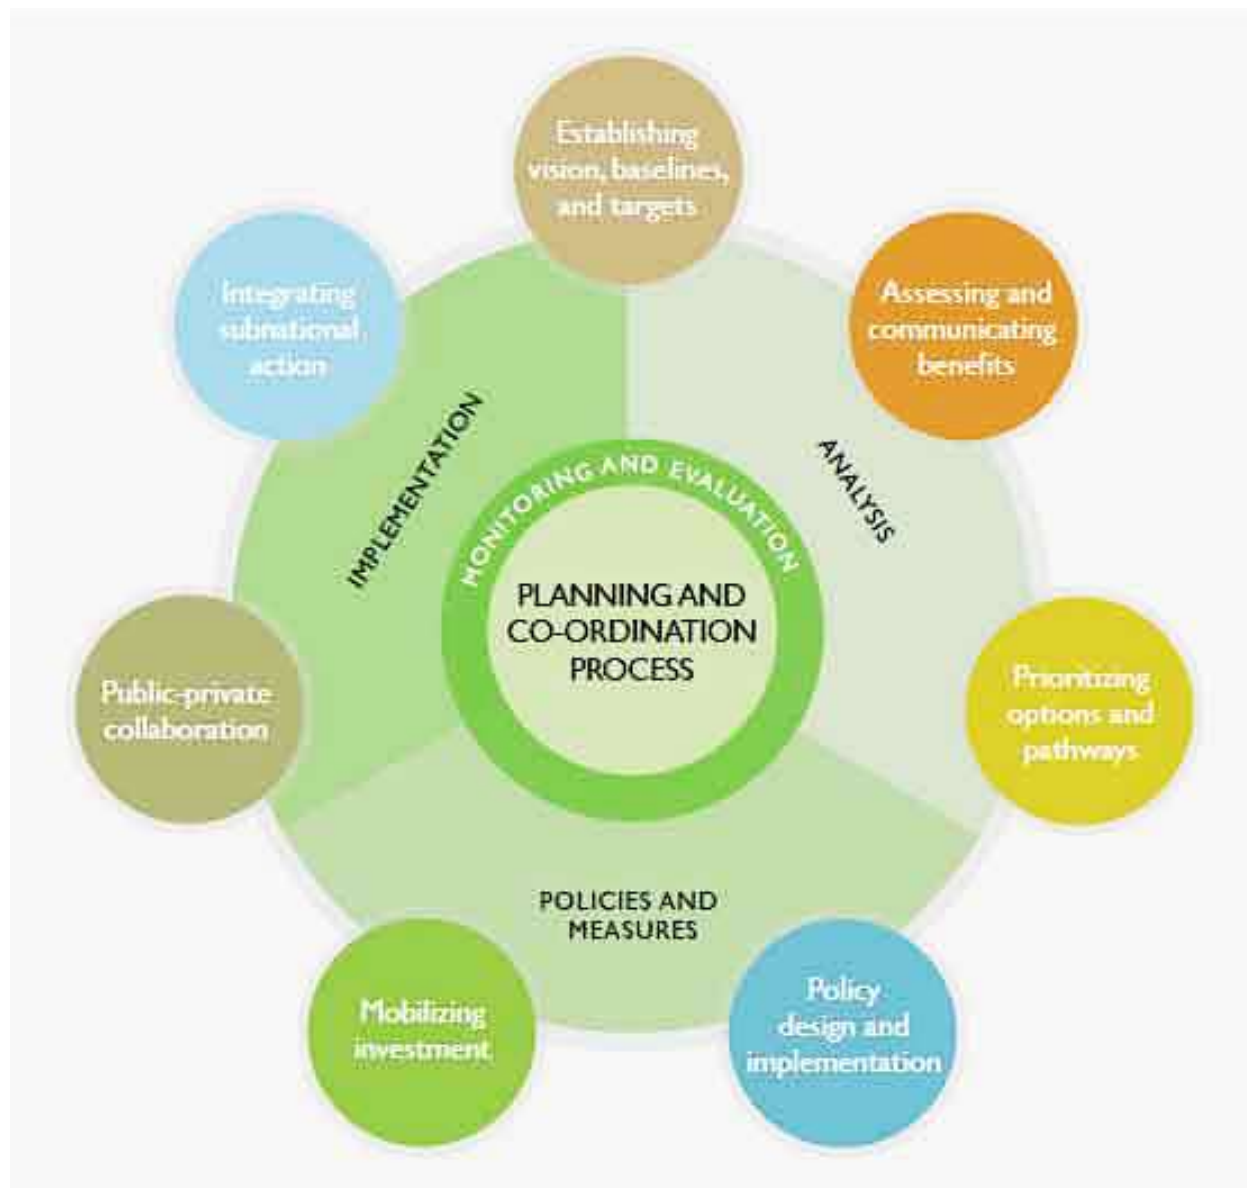 Establishing
vision, baselines,
and targets
Assessing and
communicating
benefits
Prioritizing
options and
pathways
Policy
design and
implementation
Mobilizing
investment
Public-private
collaboration
Integrating
subnational
action
IMPLEMENTATION
ANALYSIS
POLICIES AND
MEASURES
MONITORING AND EVALUATION
PLANNING AND
CO-ORDINATION
PROCESS